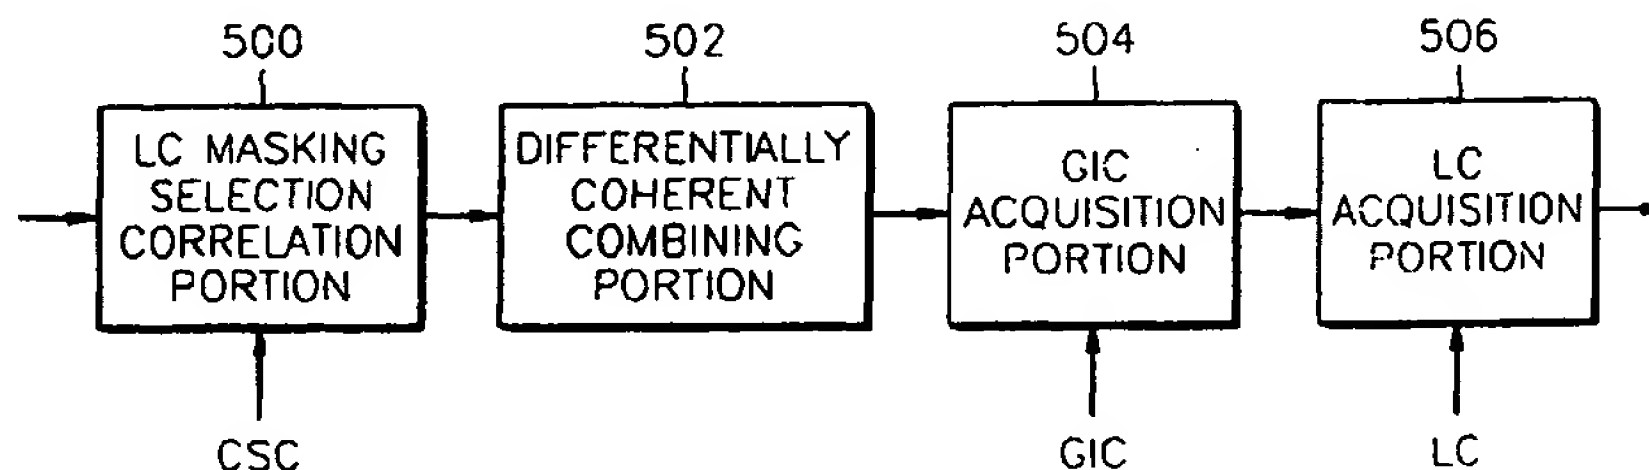 500
502
504
506
LC MASKING
SELECTION
CORRELATION
PORTION
DIFFERENTIALLY
COHERENT
COMBINING
PORTION
GIC
ACQUISITION
PORTION
LC
ACQUISITION
PORTION
CSC
GIC
LC